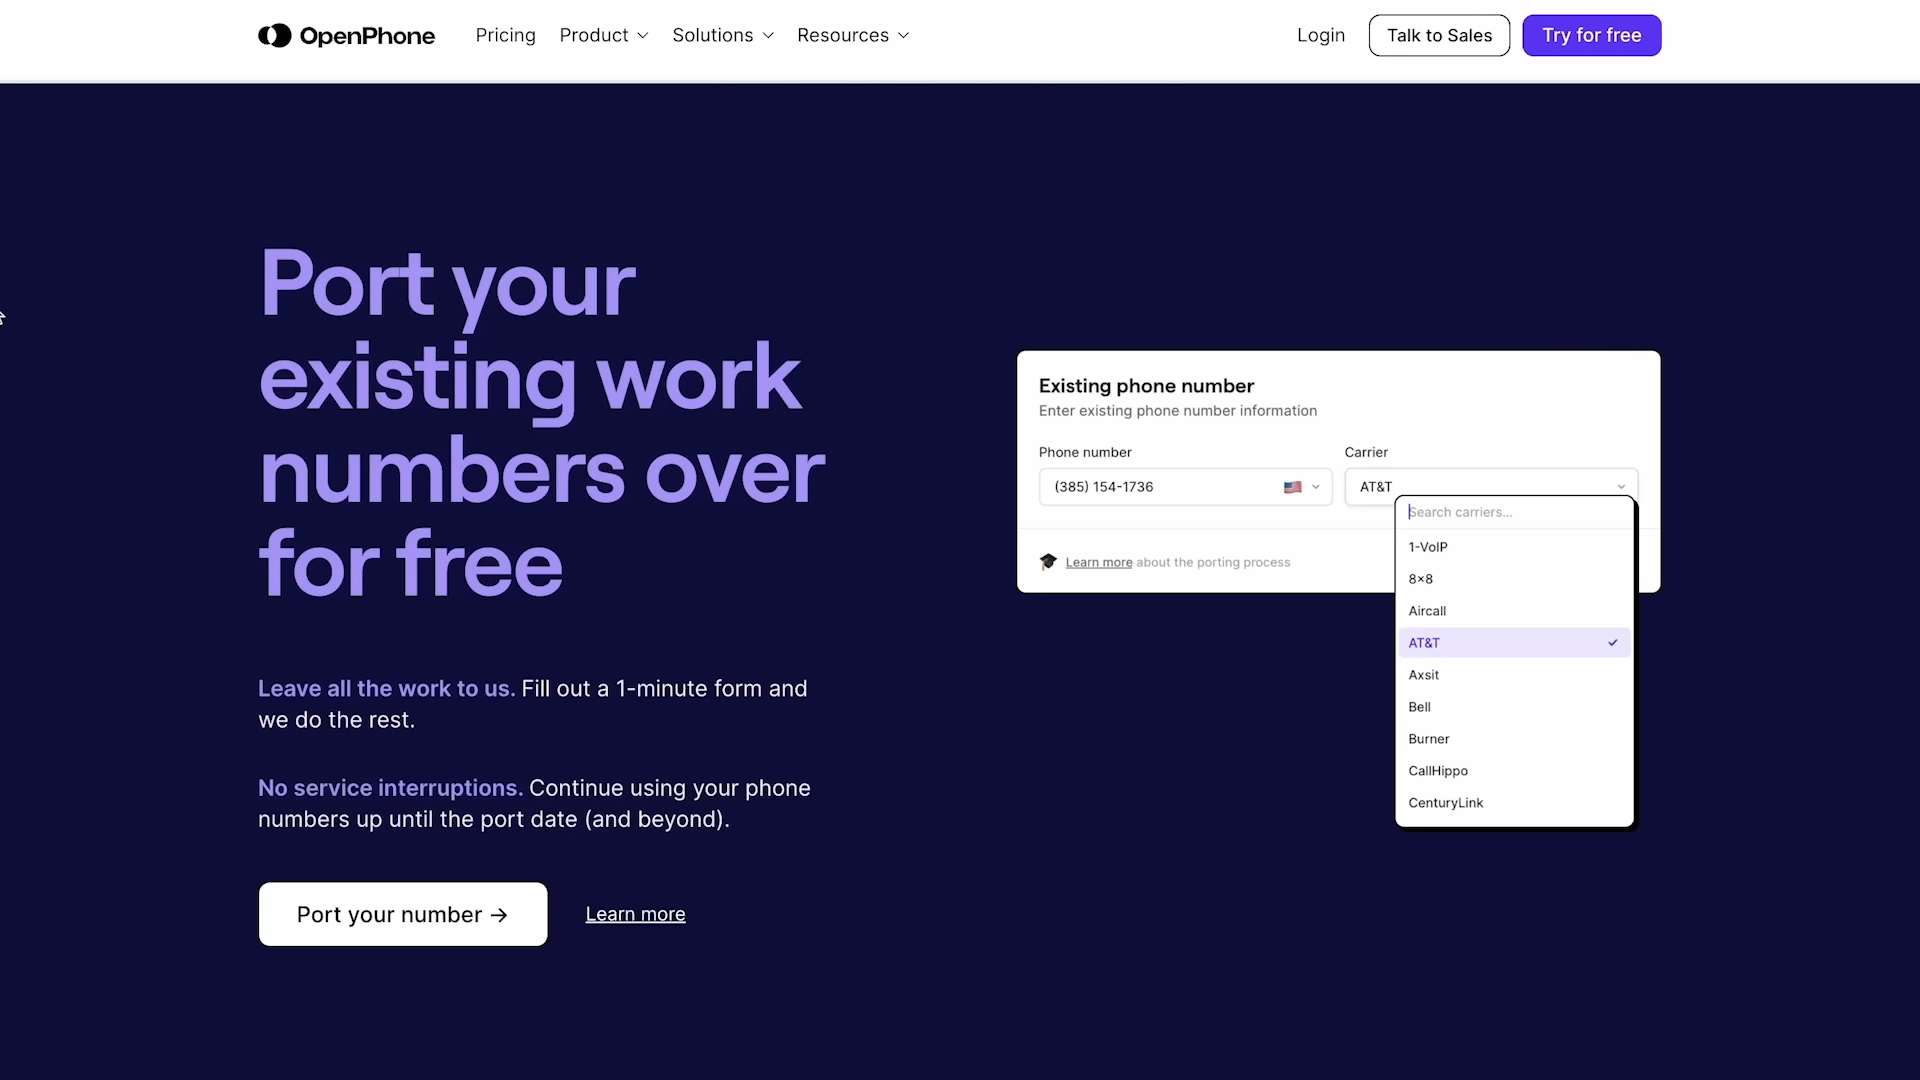 OpenPhone
Pricing
Product
Solutions
Resources
Login
Talk to Sales
Try for free
Port your
existing work
numbers over
for free
Leave all the work to us. Fill out a 1-minute form and
we do the rest.
No service interruptions. Continue using your phone
numbers up until the port date (and beyond).
Port your number →
Learn more
Existing phone number
Enter existing phone number information
Phone number
(385) 154-1736
Carrier
AT&T
Learn more about the porting process
Search carriers...
1-VoIP
8×8
Aircall
AT&T
Axsit
Bell
Burner
CallHippo
CenturyLink